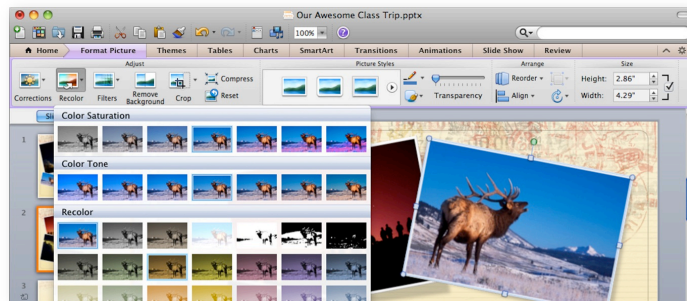 Our Awesome Class Trip.pptx
100%
Home Format Picture Themes Tables Charts SmartArt Transitions Animations Slide Show Review
Adjust Picture Styles Arrange Size
Compress Reorder Height: 2.86"
Corrections Recolor Filters Remove Background Crop Reset Transparency Align Width: 4.29"
Color Saturation
1
Color Tone
2
Recolor
3